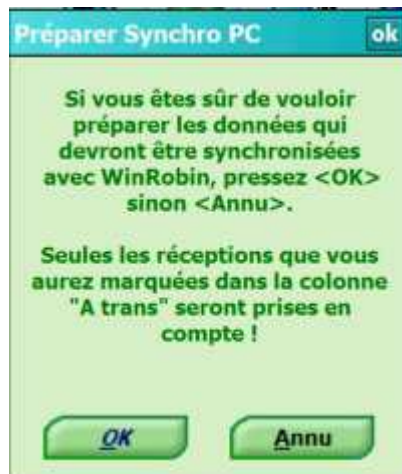 Préparer Synchro PC ok
Si vous êtes sûr de vouloir
préparer les données qui
devront être synchronisées
avec WinRobin, pressez <OK>
sinon <Annu>.
Seules les réceptions que vous
aurez marquées dans la colonne
"A trans" seront prises en
compte !
OK Annu